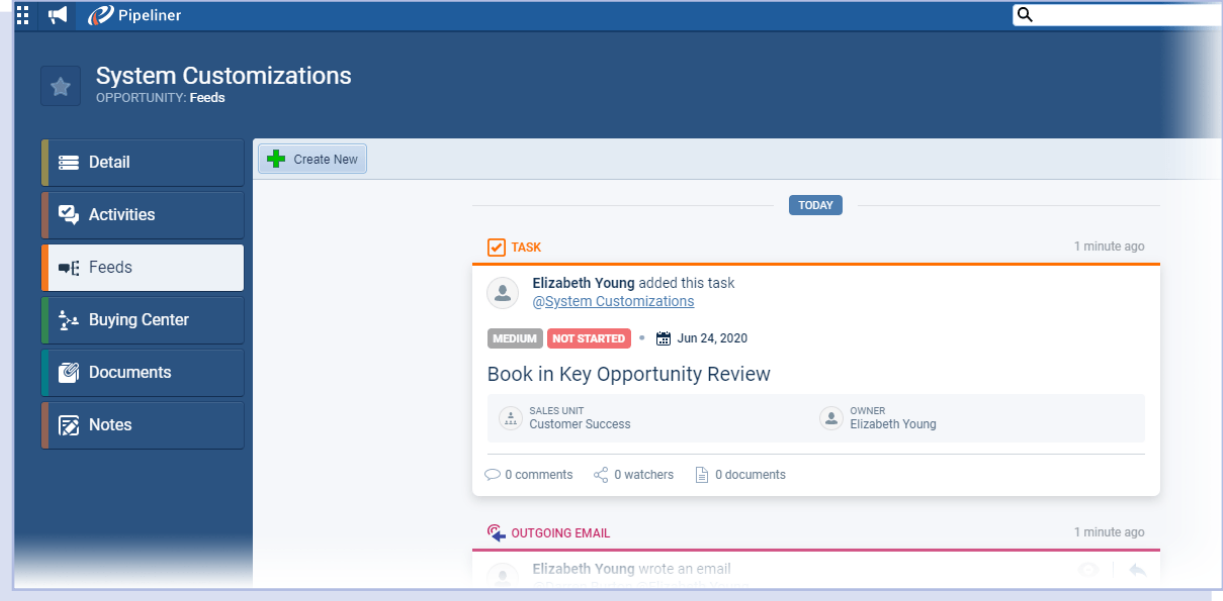 Pipeliner
System Customizations
OPPORTUNITY: Feeds
Detail
Activities
Feeds
Buying Center
Documents
Notes
Create New
TODAY
TASK 1 minute ago
Elizabeth Young added this task
@System Customizations
MEDIUM NOT STARTED • Jun 24, 2020
Book in Key Opportunity Review
SALES UNIT OWNER
Customer Success Elizabeth Young
0 comments 0 watchers 0 documents
OUTGOING EMAIL 1 minute ago
Elizabeth Young wrote an email